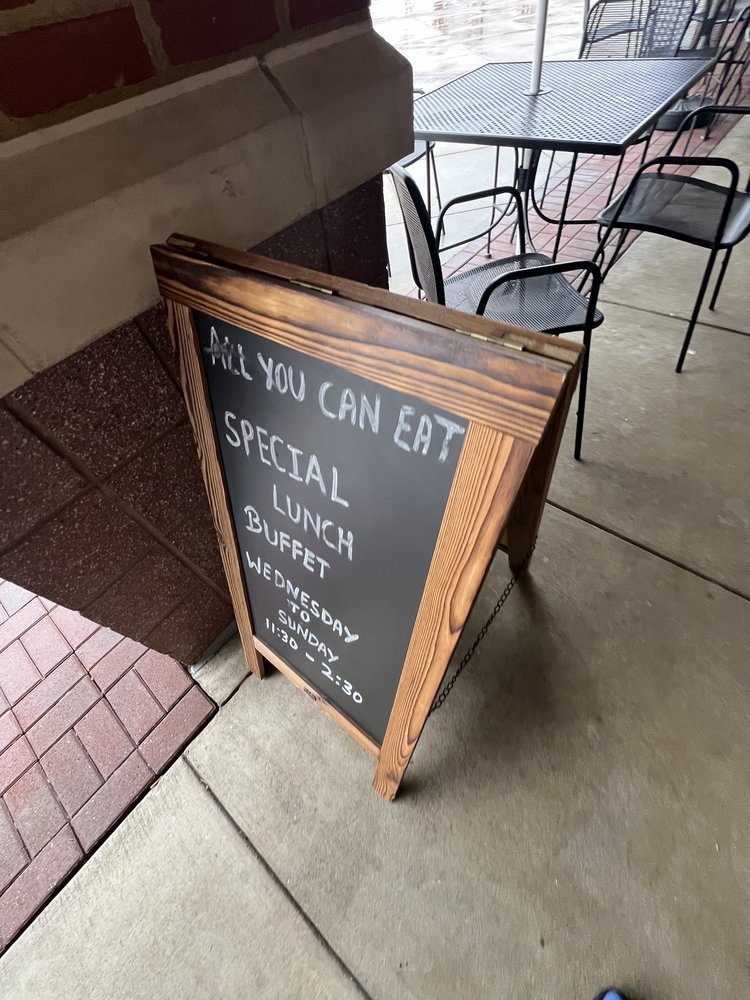 ALL YOU CAN EAT
SPECIAL
LUNCH
BUFFET
WEDNESDAY
TO
SUNDAY
11:30 - 2:30